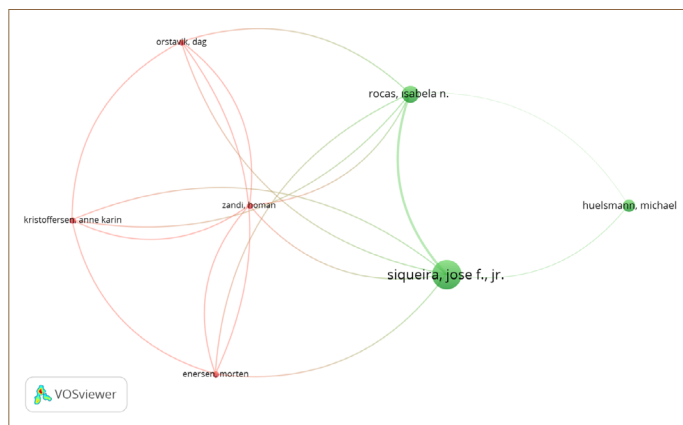 orstavik, dag
rocas, isabela n.
zandi, homan
huelsmann, michael
kristoffersen, anne karin
siqueira, jose f., jr.
enersen, morten
VOSviewer